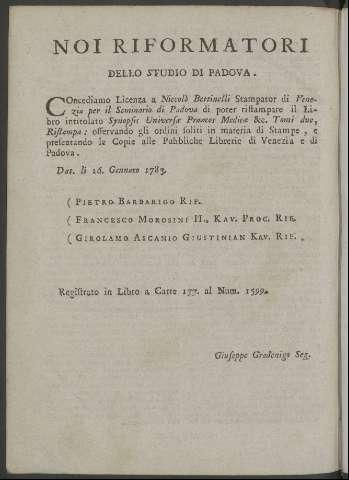 NOI RIFORMATORI
DELLO STUDIO DI PADOVA.
COncediamo Licenza a Niccolò Bettinelli Stampator di Vene-
zia per il Seminario di Padova di poter ristampare il Li-
bro intitolato Synopsis Universæ Praxeos Medicæ &c. Tomi due,
Ristampa: osservando gli ordini soliti in materia di Stampe, e
presentando le Copie alle Pubbliche Librerie di Venezia e di
Padova.
Dat. li 26. Gennaro 1783.
( PIETRO BARBARIGO RIF.
( FRANCESCO MOROSINI II., KAV. PROC. RIF.
( GIROLAMO ASCANIO GIUSTINIAN KAV. RIF.
Registrato in Libro a Carte 177. al Num. 1599.
Giuseppe Gradenigo Seg.